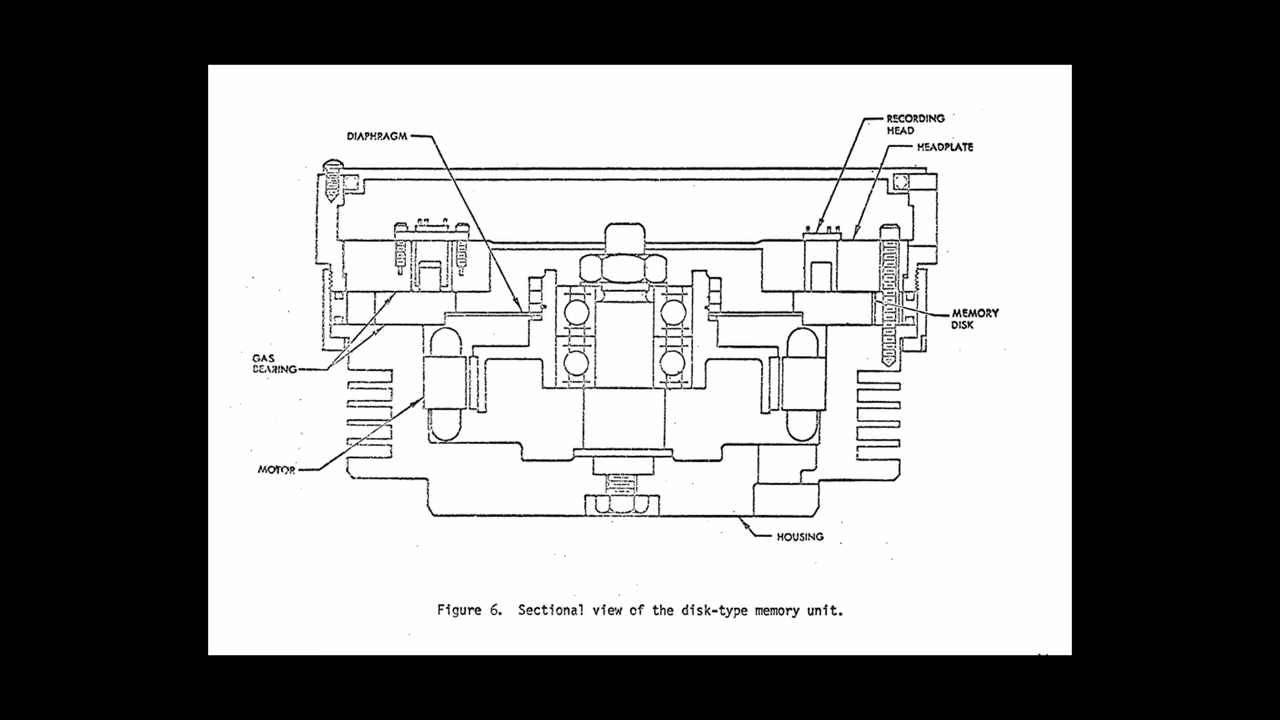 DIAPHRAGM
RECORDING
HEAD
HEADPLATE
MEMORY
DISK
GAS
BEARING
MOTOR
HOUSING
Figure 6. Sectional view of the disk-type memory unit.